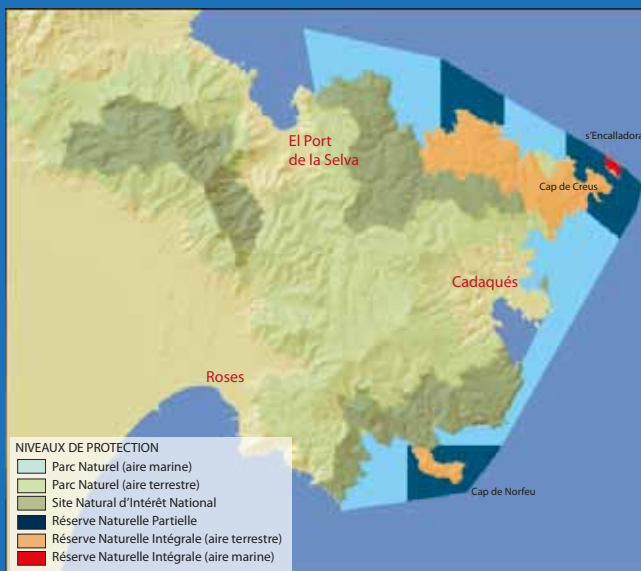 s'Encalladora
El Port
de la Selva
Cap de Creus
Cadaqués
Roses
NIVEAUX DE PROTECTION
Parc Naturel (aire marine)
Parc Naturel (aire terrestre)
Site Natural d'Intérêt National
Réserve Naturelle Partielle
Réserve Naturelle Intégrale (aire terrestre)
Réserve Naturelle Intégrale (aire marine)
Cap de Norfeu